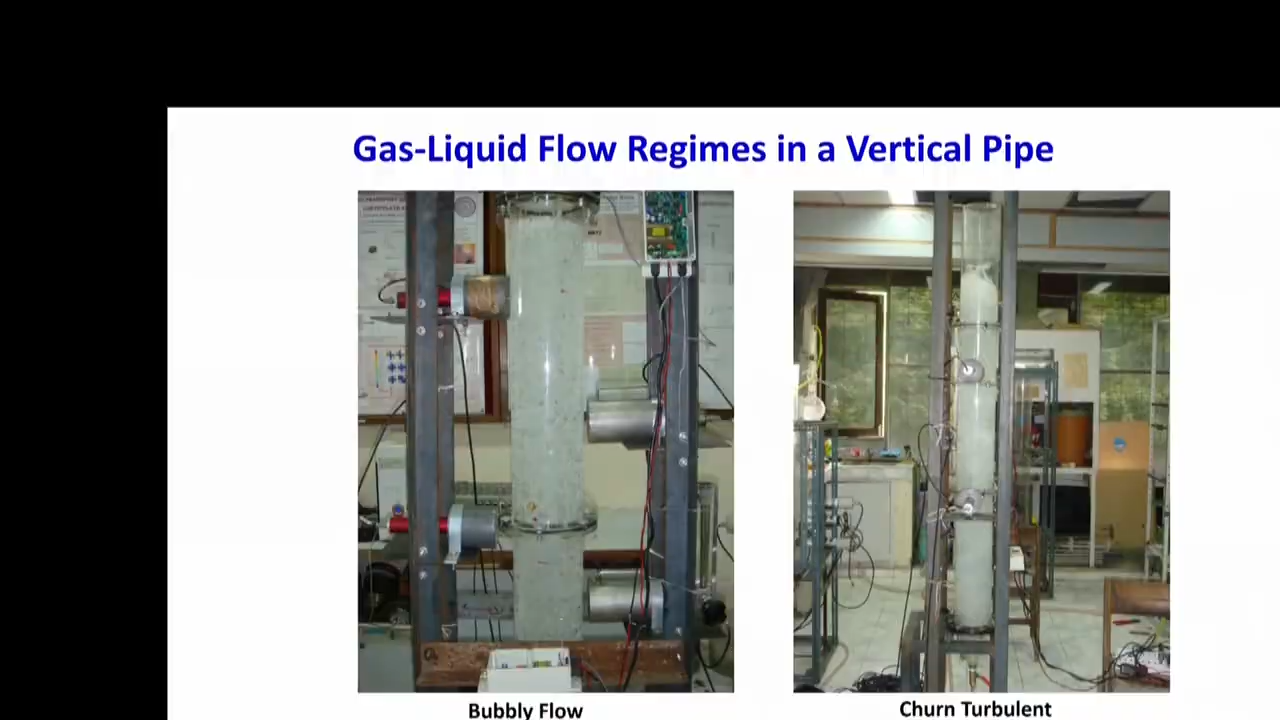 Gas-Liquid Flow Regimes in a Vertical Pipe
Bubbly Flow
Churn Turbulent